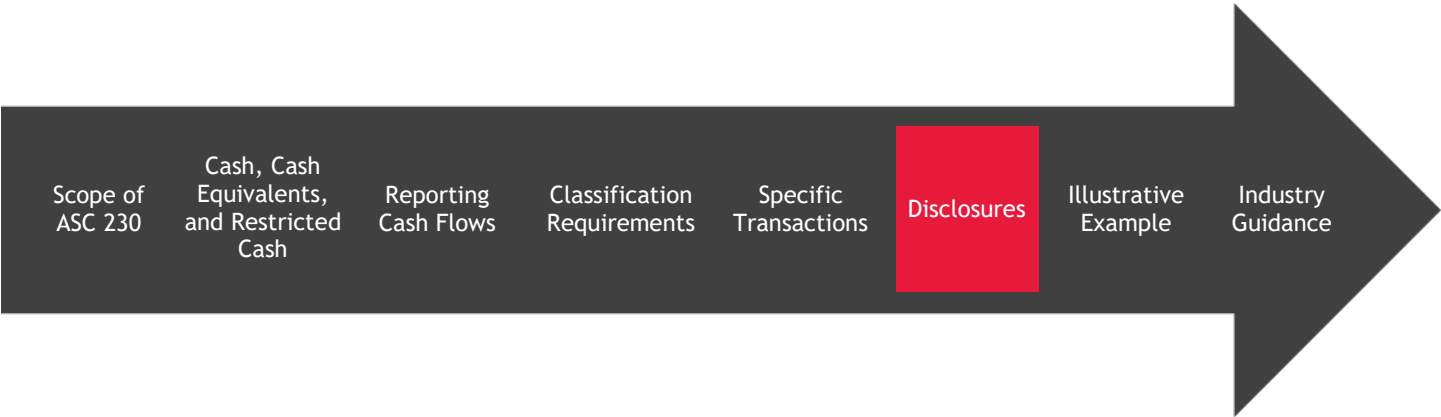 Scope of
ASC 230
Cash, Cash
Equivalents,
and Restricted
Cash
Reporting
Cash Flows
Classification
Requirements
Specific
Transactions
Disclosures
Illustrative
Example
Industry
Guidance